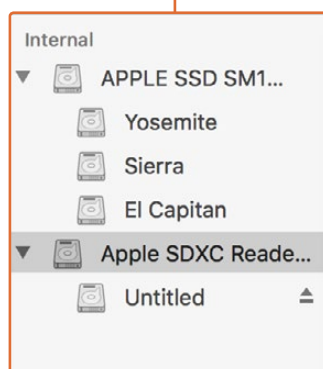 Internal
APPLE SSD SM1...
Yosemite
Sierra
El Capitan
Apple SDXC Reade...
Untitled